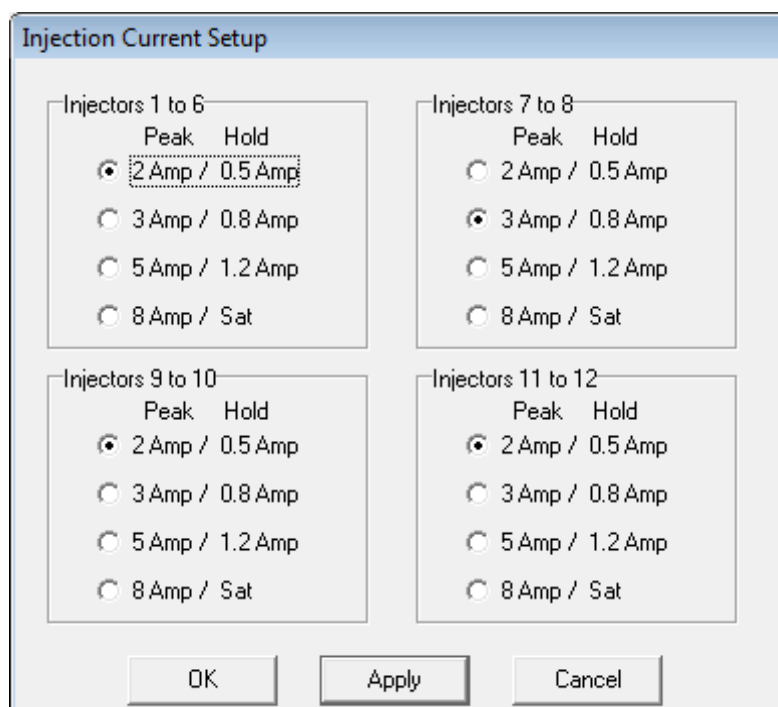 Injection Current Setup
Injectors 1 to 6
Peak Hold
2 Amp / 0.5 Amp
3 Amp / 0.8 Amp
5 Amp / 1.2 Amp
8 Amp / Sat
Injectors 7 to 8
Peak Hold
2 Amp / 0.5 Amp
3 Amp / 0.8 Amp
5 Amp / 1.2 Amp
8 Amp / Sat
Injectors 9 to 10
Peak Hold
2 Amp / 0.5 Amp
3 Amp / 0.8 Amp
5 Amp / 1.2 Amp
8 Amp / Sat
Injectors 11 to 12
Peak Hold
2 Amp / 0.5 Amp
3 Amp / 0.8 Amp
5 Amp / 1.2 Amp
8 Amp / Sat
OK
Apply
Cancel